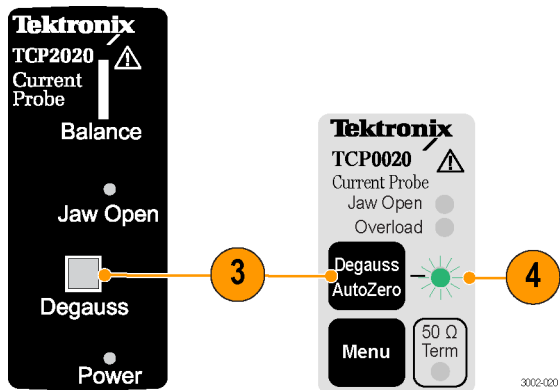 Tektronix
TCP2020
Current
Probe
Balance
Jaw Open
Degauss
Power
3
Tektronix
TCP0020
Current Probe
Jaw Open
Overload
Degauss
AutoZero
4
Menu
50 Ω
Term
3002-020